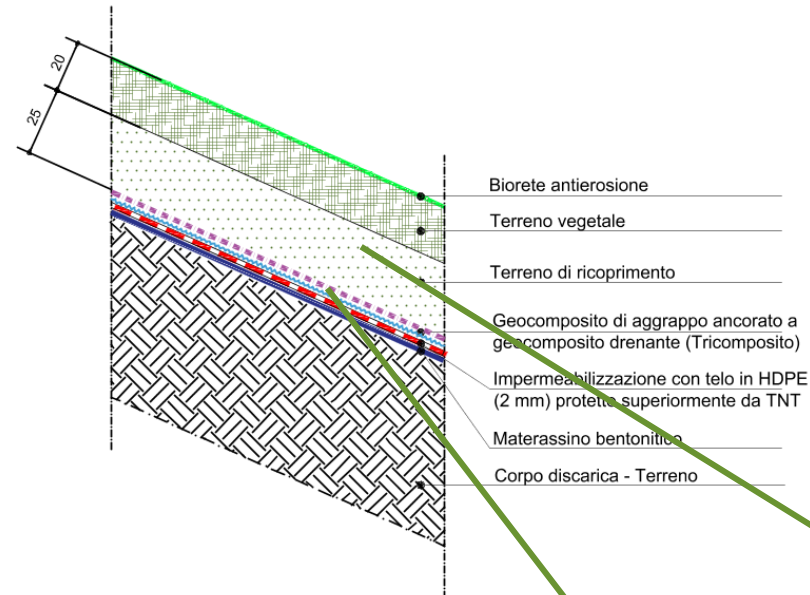 20
25
Biorete antierosione
Terreno vegetale
Terreno di ricoprimento
Geocomposito di aggrappo ancorato a
geocomposito drenante (Tricomposito)
Impermeabilizzazione con telo in HDPE
(2 mm) protetto superiormente da TNT
Materassino bentonitico
Corpo discarica - Terreno